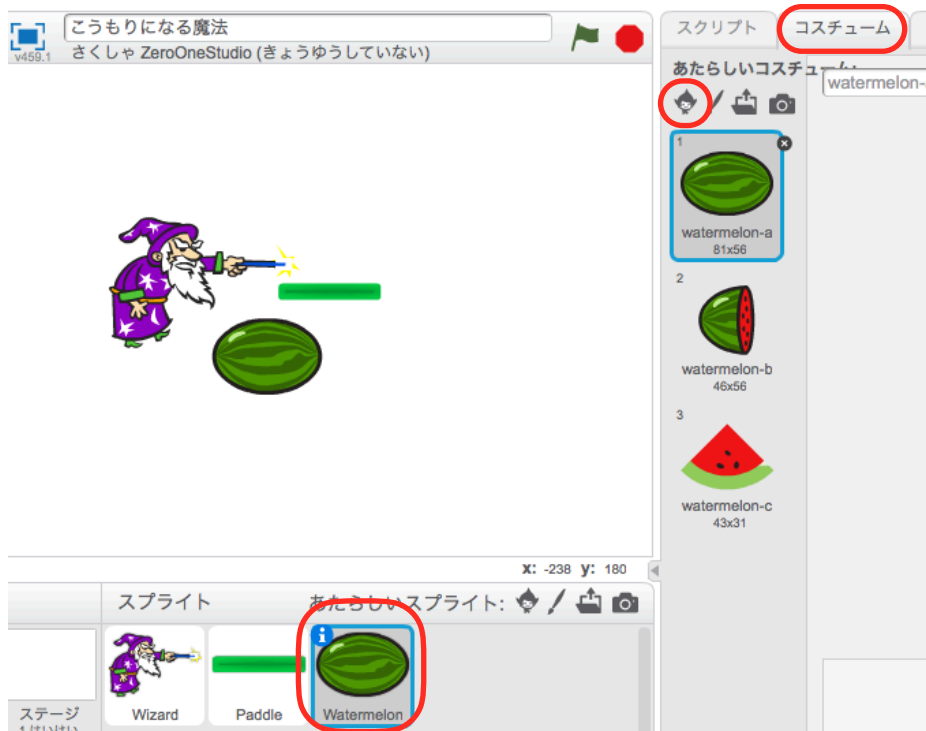 こうもりになる魔法
v459.1
さくしゃ ZeroOneStudio (きょうゆうしていない)
スクリプト
コスチューム
あたらしいコスチューム:
watermelon-
1
watermelon-a
81x56
2
watermelon-b
46x56
3
watermelon-c
43x31
x: -238 y: 180
スプライト
あたらしいスプライト:
ステージ
Wizard
Paddle
Watermelon